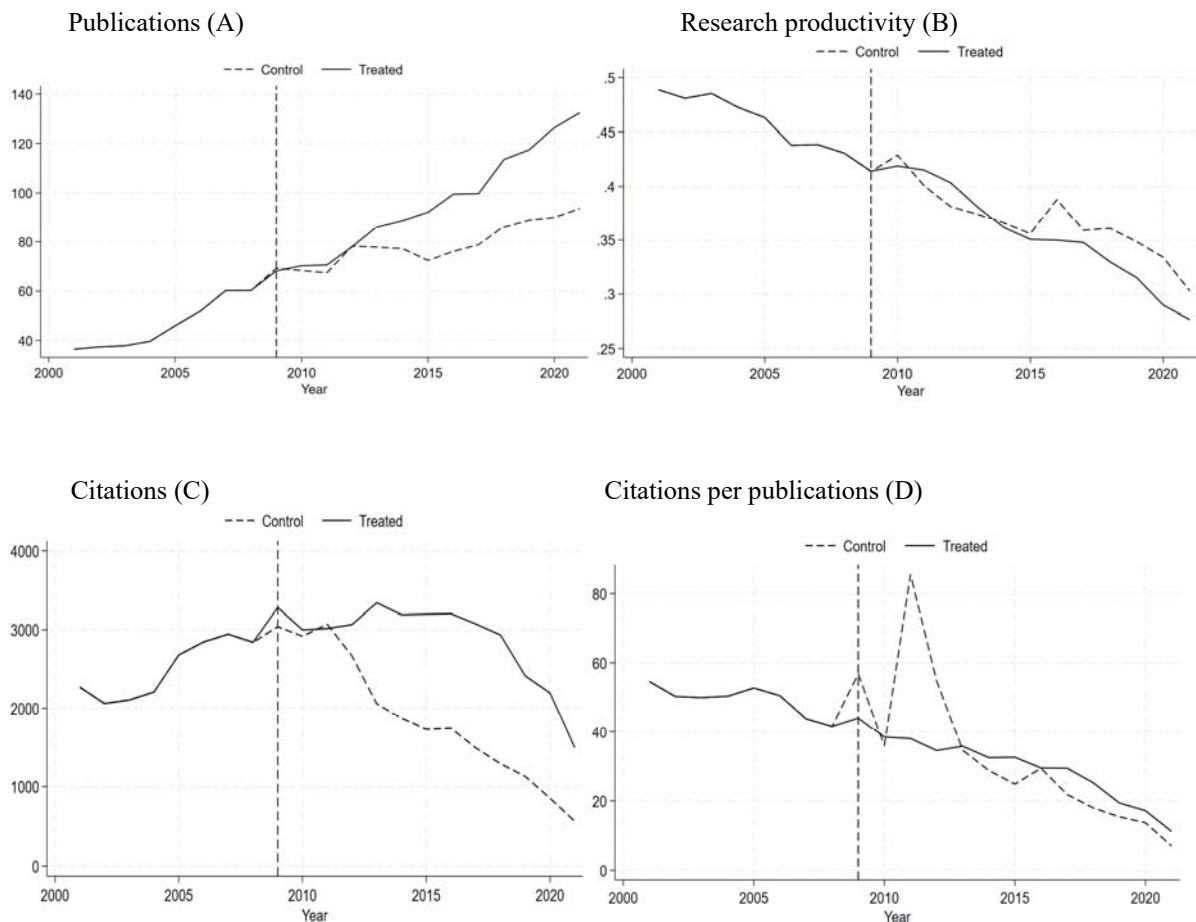 Publications (A)
Research productivity (B)
Control Treated
Control Treated
140
120
100
80
60
40
2000 2005 2010 2015 2020
Year
.5
.45
.4
.35
.3
.25
2000 2005 2010 2015 2020
Year
Citations (C)
Citations per publications (D)
Control Treated
Control Treated
4000
3000
2000
1000
0
2000 2005 2010 2015 2020
Year
80
60
40
20
0
2000 2005 2010 2015 2020
Year